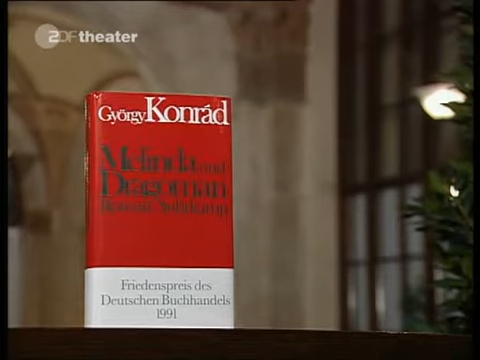 ZDFtheater
György Konrád
Melinda und
Dragoman
Roman Suhrkamp
Friedenspreis des
Deutschen Buchhandels
1991